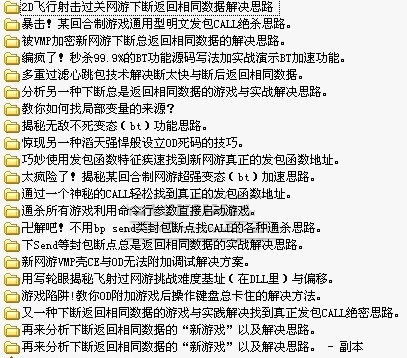 2D飞行射击过关网游下断返回相同数据解决思路
暴击！某回合制游戏通用型明文发包CALL绝杀思路。
被VMP加密新网游下断总返回相同数据的解决思路。
编疯了！秒杀99.9%的BT功能源码写法加实战演示BT加速功能。
多重过滤心跳包技术解决断太快与断后返回相同数据。
分析另一种下断总是返回相同数据的游戏与实战解决思路。
教你如何找局部变量的来源？
揭秘无敌不死变态（bt）功能思路。
惊现另一种滔天强悍般设立OD死码的技巧。
巧妙使用发包函数特征疾速找到新网游真正的发包函数地址。
太疯险了！揭秘某回合制网游超强变态（bt）加速思路。
通过一个神秘的CALL轻松找到真正的发包函数地址。
通杀所有游戏利用命令行参数直接启动游戏。
卍解吧！不用bp send类封包断点找CALL的各种通杀思路。
下Send等封包断点总是返回相同数据的实战解决思路。
新网游VMP壳CE与OD无法附加调试解决方案。
用写轮眼揭秘飞射过网游挑战难度基址（在DLL里）与偏移。
游戏陷阱！教你OD附加游戏后操作键盘总卡住的解决方法。
又一种下断返回相同数据的游戏与实践解决找到真正发包CALL绝密思路。
再来分析下断返回相同数据的“新游戏”以及解决思路。
再来分析下断返回相同数据的“新游戏”以及解决思路。 - 副本